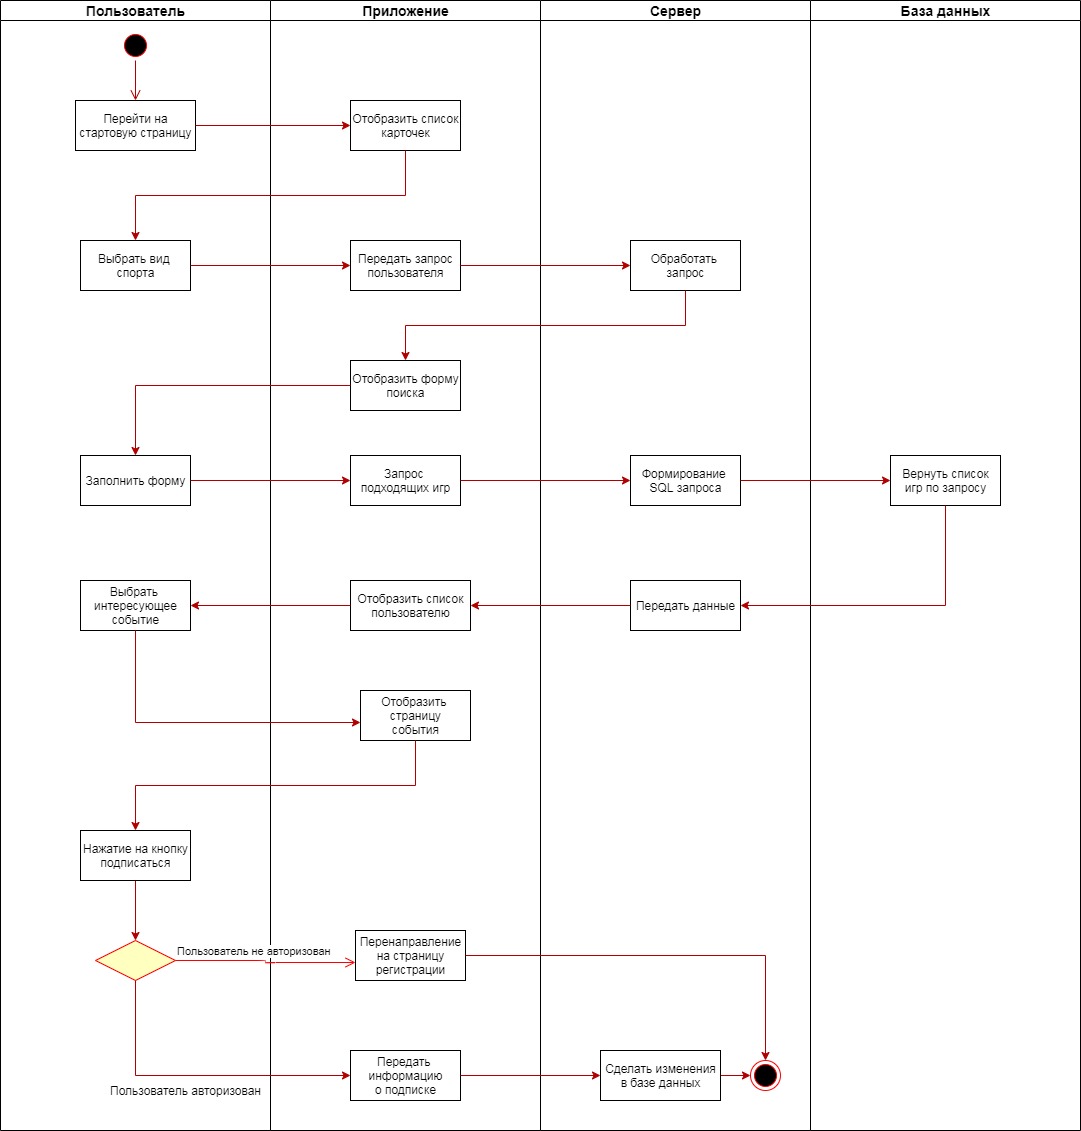 Пользователь
Приложение
Сервер
База данных
Перейти на
стартовую страницу
Отобразить список
карточек
Выбрать вид
спорта
Передать запрос
пользователя
Обработать
запрос
Отобразить форму
поиска
Заполнить форму
Запрос
подходящих игр
Формирование
SQL запроса
Вернуть список
игр по запросу
Выбрать
интересующее
событие
Отобразить список
пользователю
Передать данные
Отобразить
страницу
события
Нажатие на кнопку
подписаться
Пользователь не авторизован
Перенаправление
на страницу
регистрации
Пользователь авторизован
Передать
информацию
о подписке
Сделать изменения
в базе данных